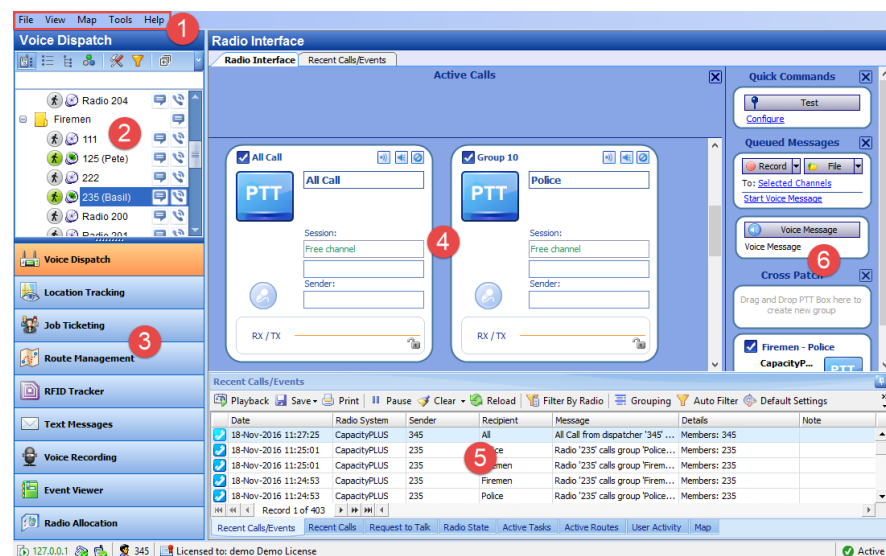 File View Map Tools Help
1
Voice Dispatch
Radio 204
Firemen
111
2
125 (Pete)
222
235 (Basil)
Radio 200
Radio 201
Voice Dispatch
Location Tracking
Job Ticketing
3
Route Management
RFID Tracker
Text Messages
Voice Recording
Event Viewer
Radio Allocation
Radio Interface
Radio Interface Recent Calls/Events
Active Calls
All Call
PTT
All Call
Session:
Free channel
Sender:
RX / TX
4
Group 10
PTT
Police
Session:
Free channel
Sender:
RX / TX
Quick Commands
Test
Configure
Queued Messages
Record File
To: Selected Channels
Start Voice Message
Voice Message
Voice Message
6
Cross Patch
Drag and Drop PTT Box here to
create new group
Firemen - Police
CapacityP...
PTT
Recent Calls/Events
Playback Save Print Pause Clear Reload Filter By Radio Grouping Auto Filter Default Settings
Date Radio System Sender Recipient Message Details Note
18-Nov-2016 11:27:25 CapacityPLUS 345 All All Call from dispatcher '345' ... Members: 345
18-Nov-2016 11:25:01 CapacityPLUS 235 Police Radio '235' calls group 'Police... Members: 235
5
18-Nov-2016 11:25:01 CapacityPLUS 235 Firemen Radio '235' calls group 'Firem... Members: 235
18-Nov-2016 11:24:53 CapacityPLUS 235 Firemen Radio '235' calls group 'Firem... Members: 235
18-Nov-2016 11:24:53 CapacityPLUS 235 Police Radio '235' calls group 'Police... Members: 235
Record 1 of 403
Recent Calls/Events Recent Calls Request to Talk Radio State Active Tasks Active Routes User Activity Map
127.0.0.1 345 Licensed to: demo Demo License Active